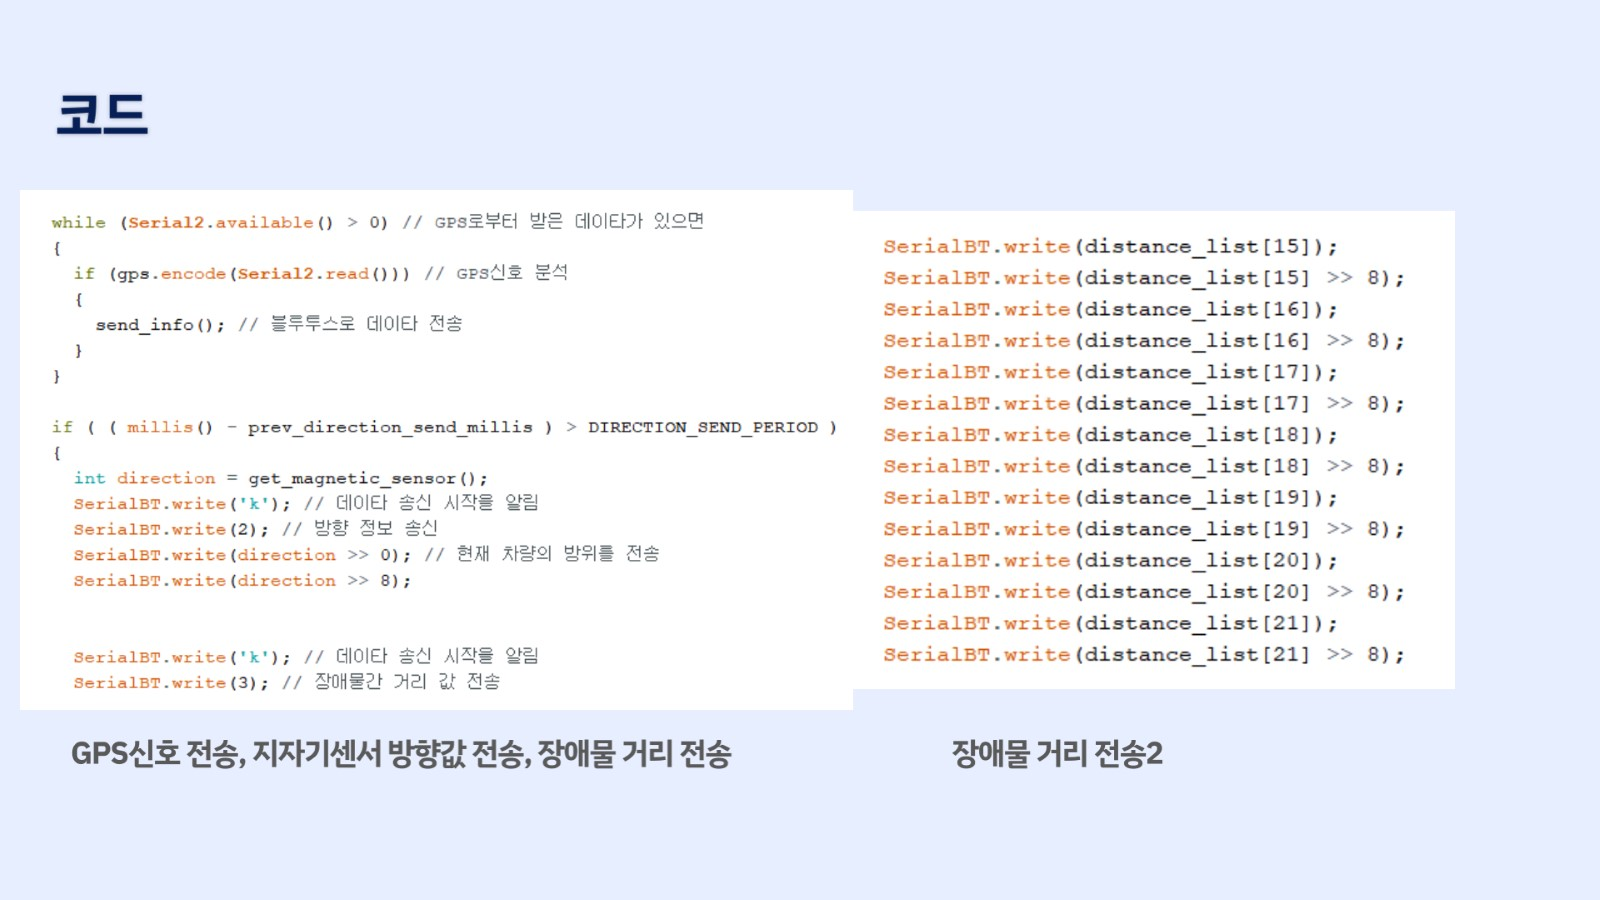 코드
while (Serial2.available() > 0) // GPS로부터 받은 데이타가 있으면
{
if (gps.encode(Serial2.read())) // GPS신호 분석
{
send_info(); // 블루투스로 데이타 전송
}
}
if ( ( millis() - prev_direction_send_millis ) > DIRECTION_SEND_PERIOD )
{
int direction = get_magnetic_sensor();
SerialBT.write('k'); // 데이타 송신 시작을 알림
SerialBT.write(2); // 방향 정보 송신
SerialBT.write(direction >> 0); // 현재 차량의 방위를 전송
SerialBT.write(direction >> 8);
SerialBT.write('k'); // 데이타 송신 시작을 알림
SerialBT.write(3); // 장애물간 거리 값 전송
GPS신호 전송, 지자기센서 방향값 전송, 장애물 거리 전송
SerialBT.write(distance_list[15]);
SerialBT.write(distance_list[15] >> 8);
SerialBT.write(distance_list[16]);
SerialBT.write(distance_list[16] >> 8);
SerialBT.write(distance_list[17]);
SerialBT.write(distance_list[17] >> 8);
SerialBT.write(distance_list[18]);
SerialBT.write(distance_list[18] >> 8);
SerialBT.write(distance_list[19]);
SerialBT.write(distance_list[19] >> 8);
SerialBT.write(distance_list[20]);
SerialBT.write(distance_list[20] >> 8);
SerialBT.write(distance_list[21]);
SerialBT.write(distance_list[21] >> 8);
장애물 거리 전송2